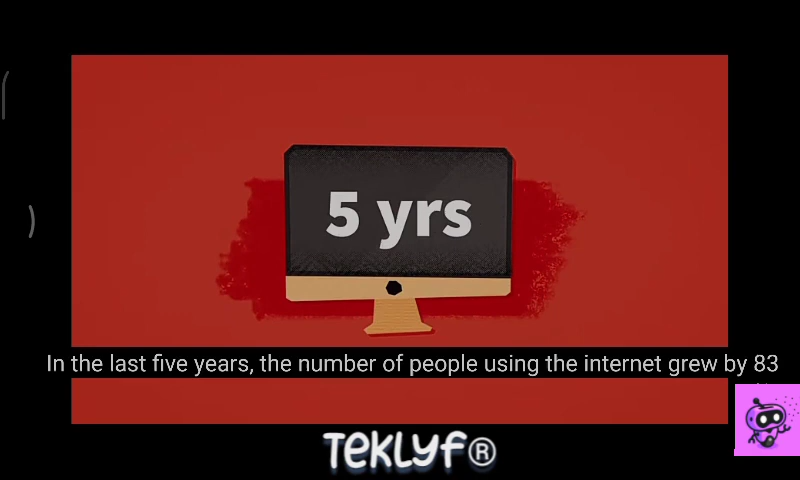 5 yrs
In the last five years, the number of people using the internet grew by 83
TEKLYF®